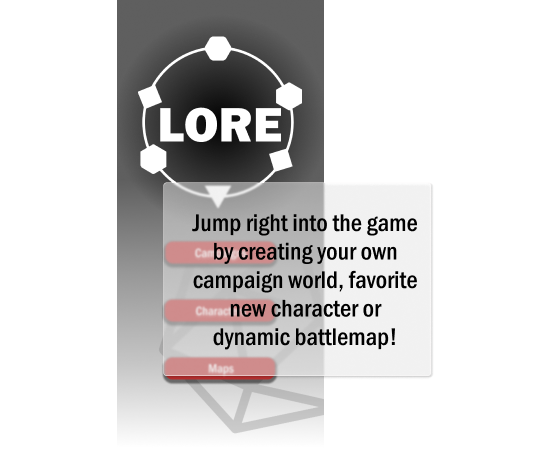 LORE
Jump right into the game
by creating your own
campaign world, favorite
new character or
dynamic battlemap!
Maps